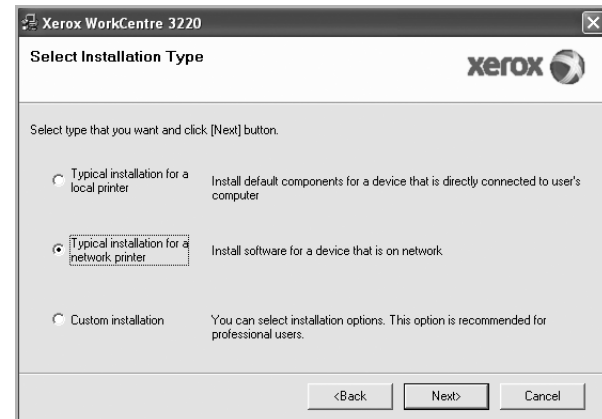 Xerox WorkCentre 3220
Select Installation Type
xerox
Select type that you want and click [Next] button.
Typical installation for a
local printer
Install default components for a device that is directly connected to user's
computer
Typical installation for a
network printer
Install software for a device that is on network
Custom installation
You can select installation options. This option is recommended for
professional users.
<Back
Next>
Cancel